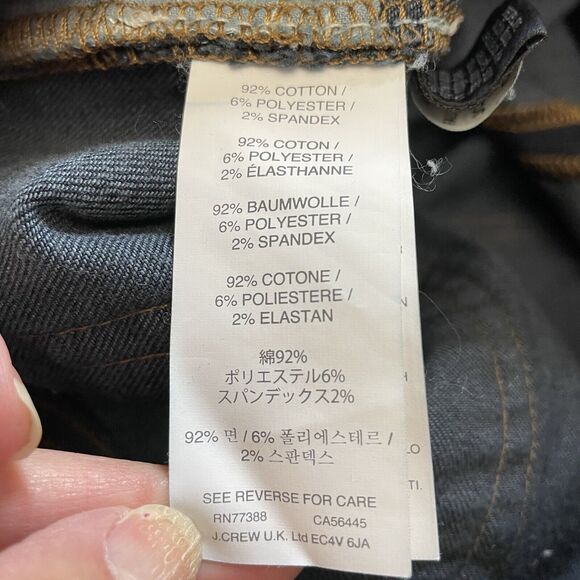 92% COTTON /
6% POLYESTER /
2% SPANDEX
92% COTON /
6% POLYESTER /
2% ÉLASTHANNE
92% BAUMWOLLE /
6% POLYESTER /
2% SPANDEX
92% COTONE /
6% POLIESTERE /
2% ELASTAN
綿92%
ポリエステル6%
スパンデックス2%
92% 면 / 6% 폴리에스테르 /
2% 스판덱스
SEE REVERSE FOR CARE
RN77388 CA56445
J.CREW U.K. Ltd EC4V 6JA
LO
TI.